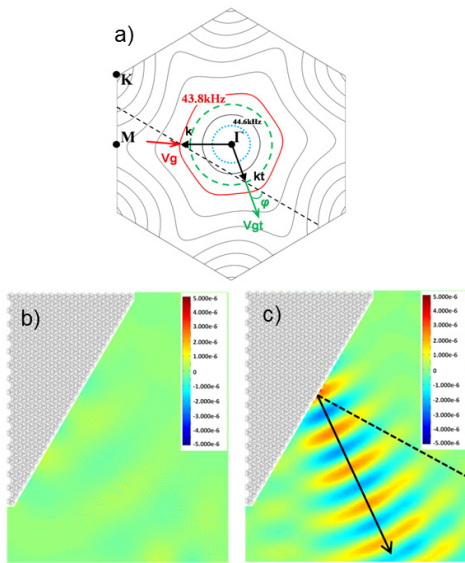 a)
K
43.8kHz
44.6kHz
Γ
M
k
Vg
kt
φ
Vgt
b)
5.000e-6
4.000e-6
3.000e-6
2.000e-6
1.000e-6
0
-1.000e-6
-2.000e-6
-3.000e-6
-4.000e-6
-5.000e-6
c)
5.000e-6
4.000e-6
3.000e-6
2.000e-6
1.000e-6
0
-1.000e-6
-2.000e-6
-3.000e-6
-4.000e-6
-5.000e-6